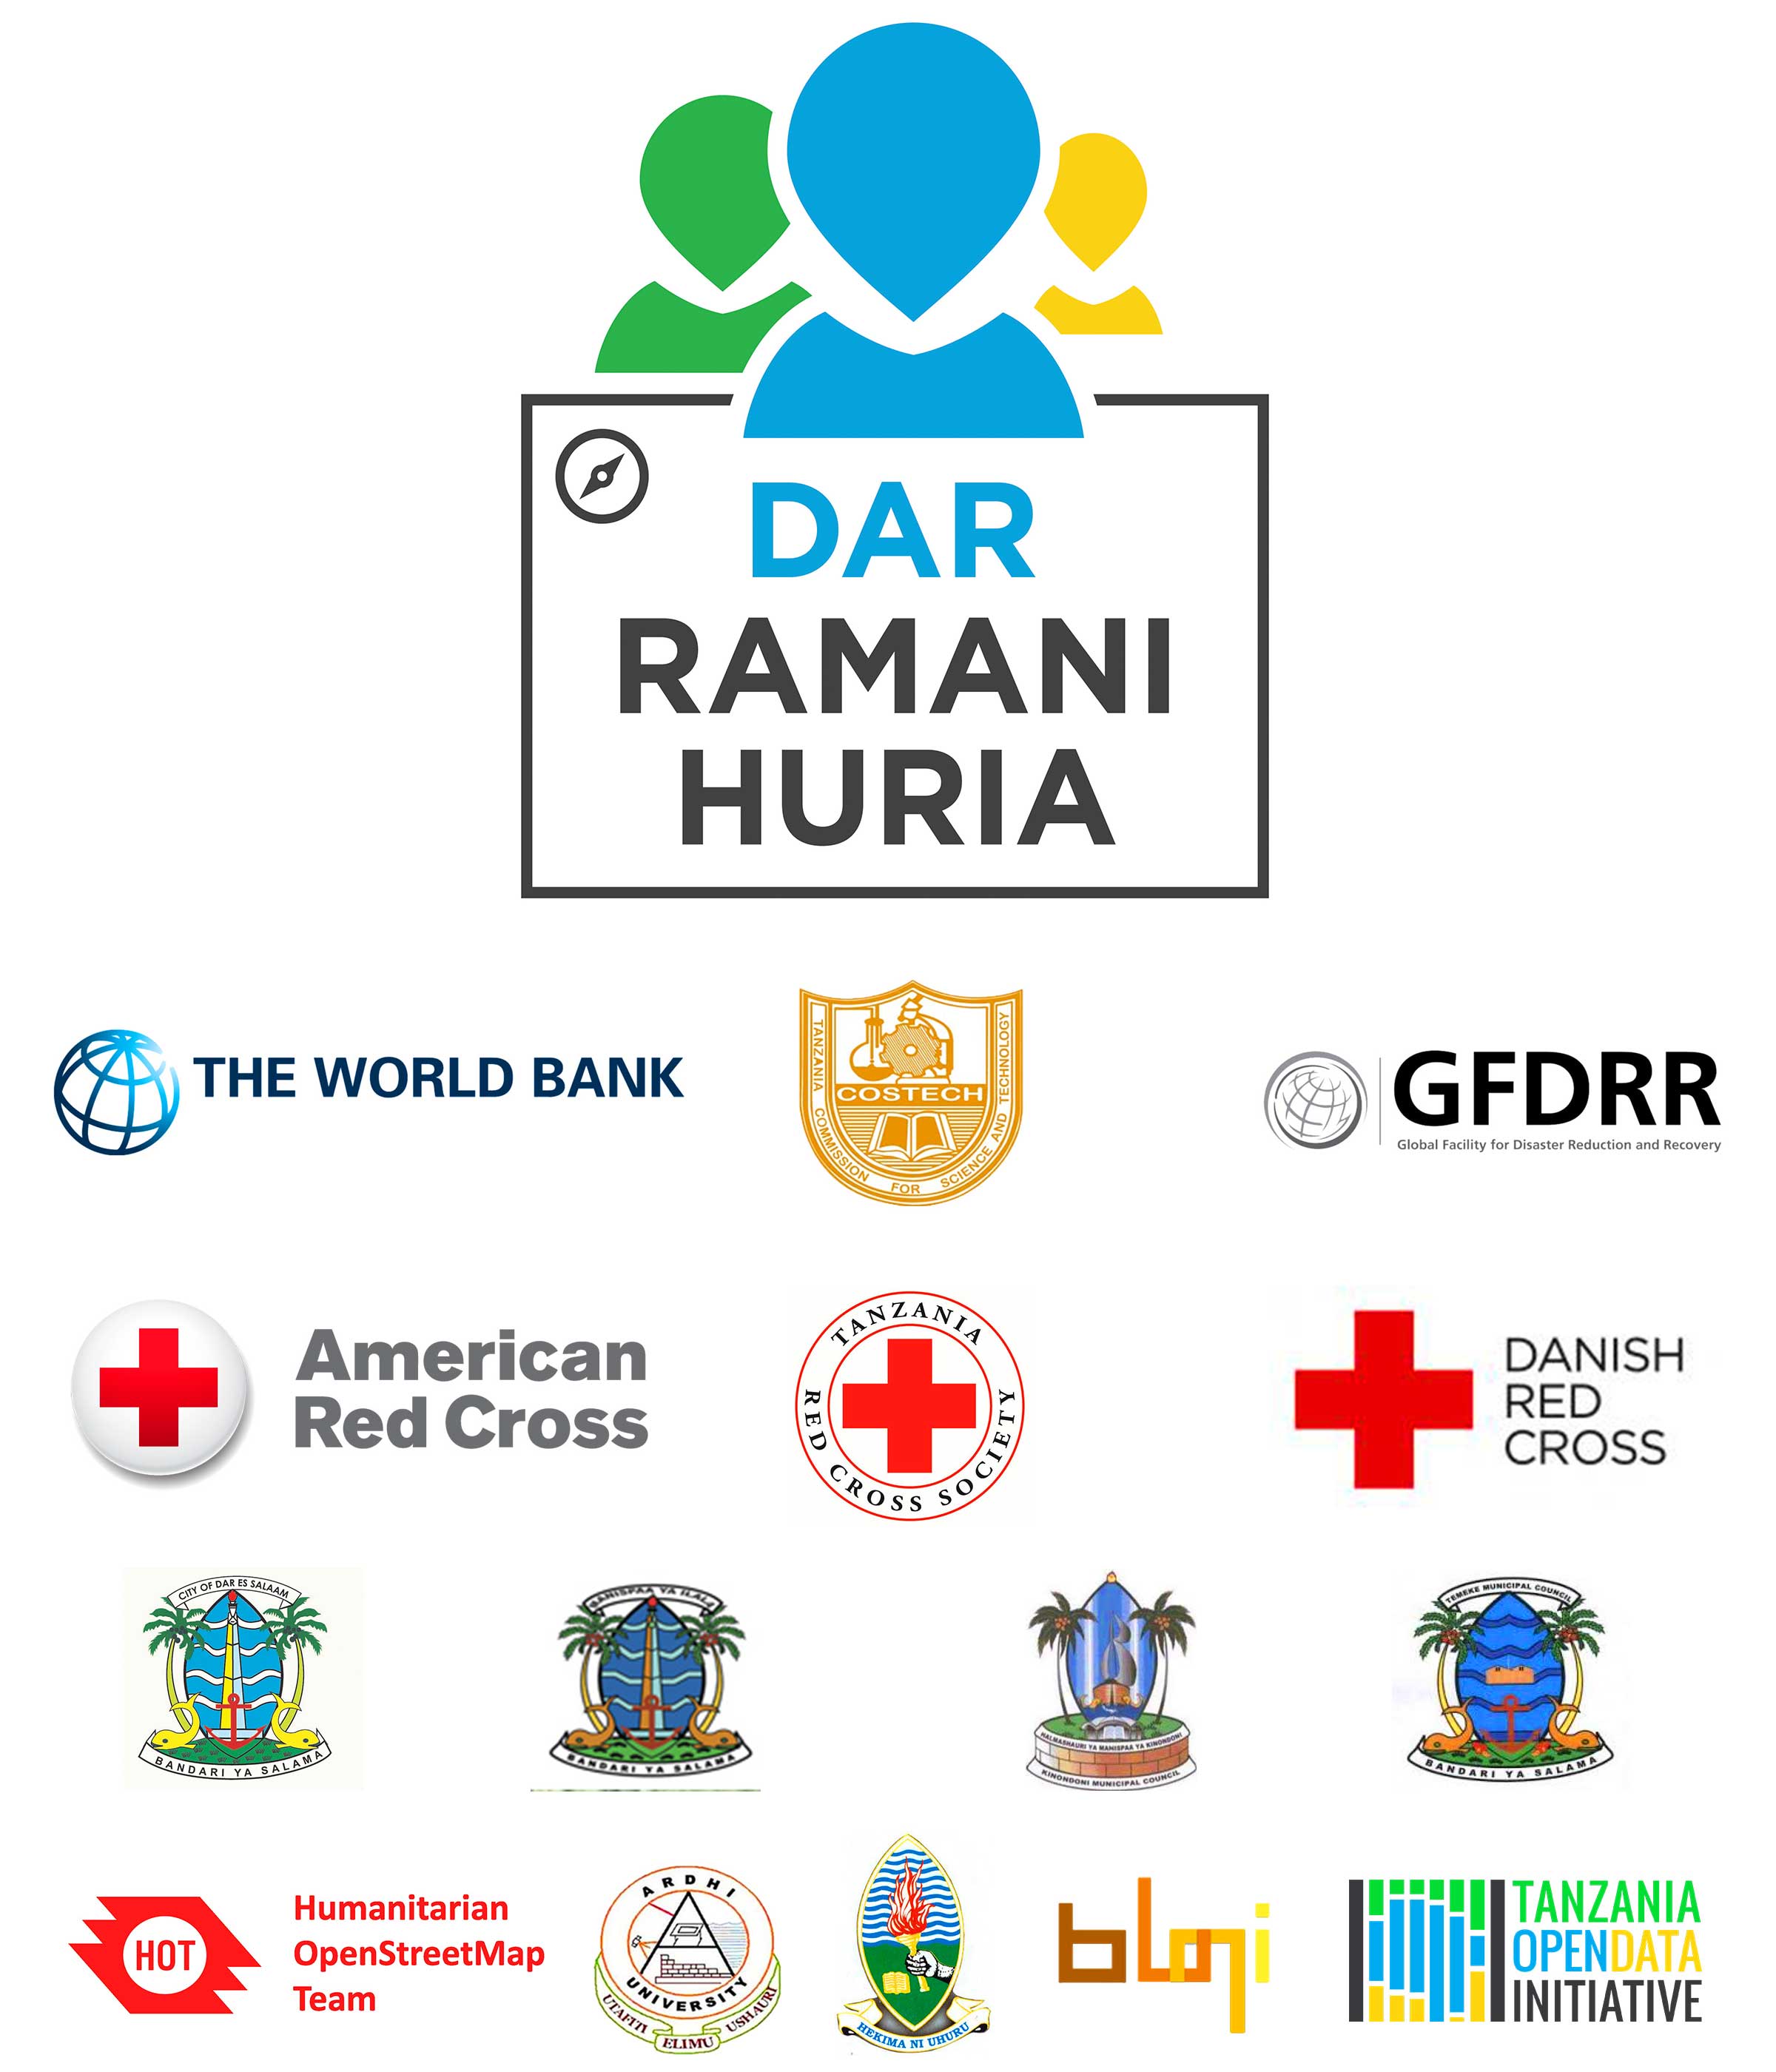 DAR
RAMANI
HURIA
THE WORLD BANK
TANZANIA COMMISSION FOR SCIENCE AND TECHNOLOGY
COSTECH
GFDRR
Global Facility for Disaster Reduction and Recovery
American
Red Cross
TANZANIA
RED CROSS SOCIETY
DANISH
RED
CROSS
CITY OF DAR ES SALAAM
BANDARI YA SALAMA
MANISPAA YA ILALA
BANDARI YA SALAMA
HALMASHAURI YA MANISPAA YA KINONDONI
KINONDONI MUNICIPAL COUNCIL
TEMEKE MUNICIPAL COUNCIL
BANDARI YA SALAMA
HOT
Humanitarian
OpenStreetMap
Team
ARDHI
UNIVERSITY
UTAFITI ELIMU USHAURI
HEKIMA NI UHURU
TANZANIA
OPENDATA
INITIATIVE